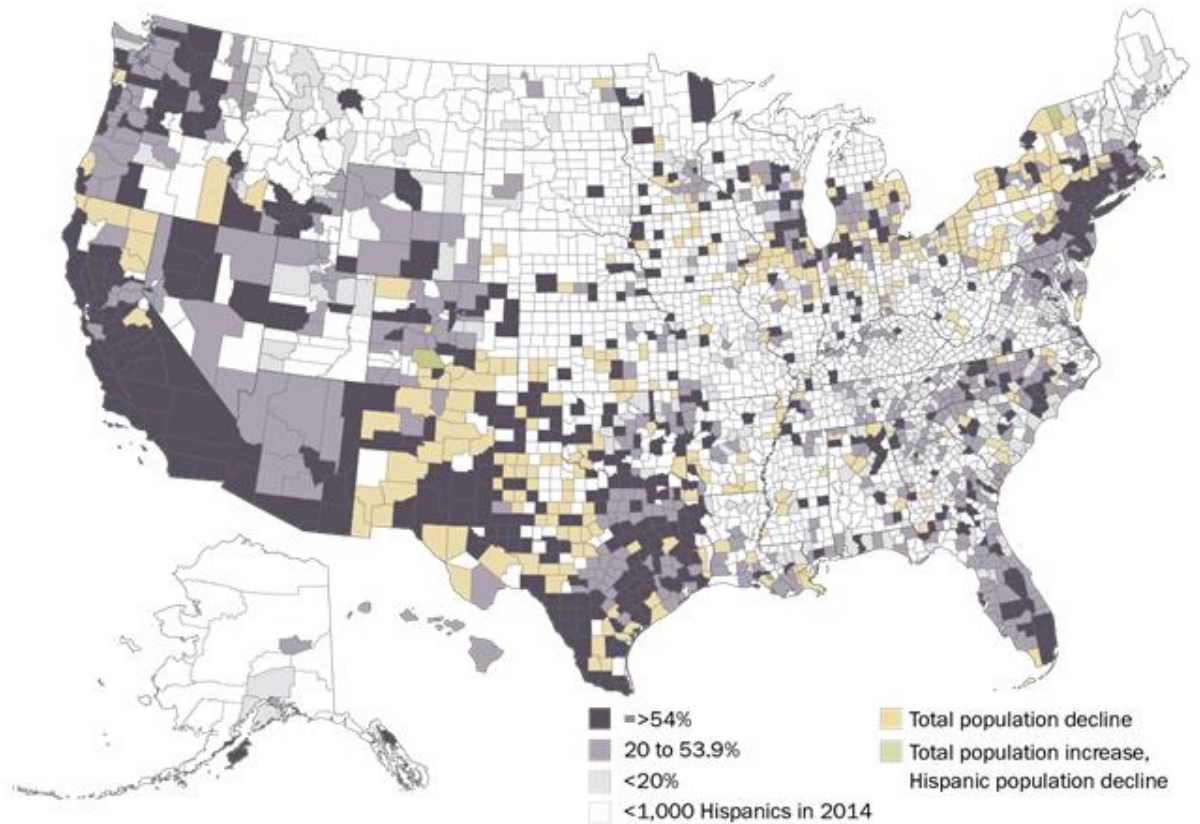 =>54%
20 to 53.9%
<20%
<1,000 Hispanics in 2014
Total population decline
Total population increase,
Hispanic population decline